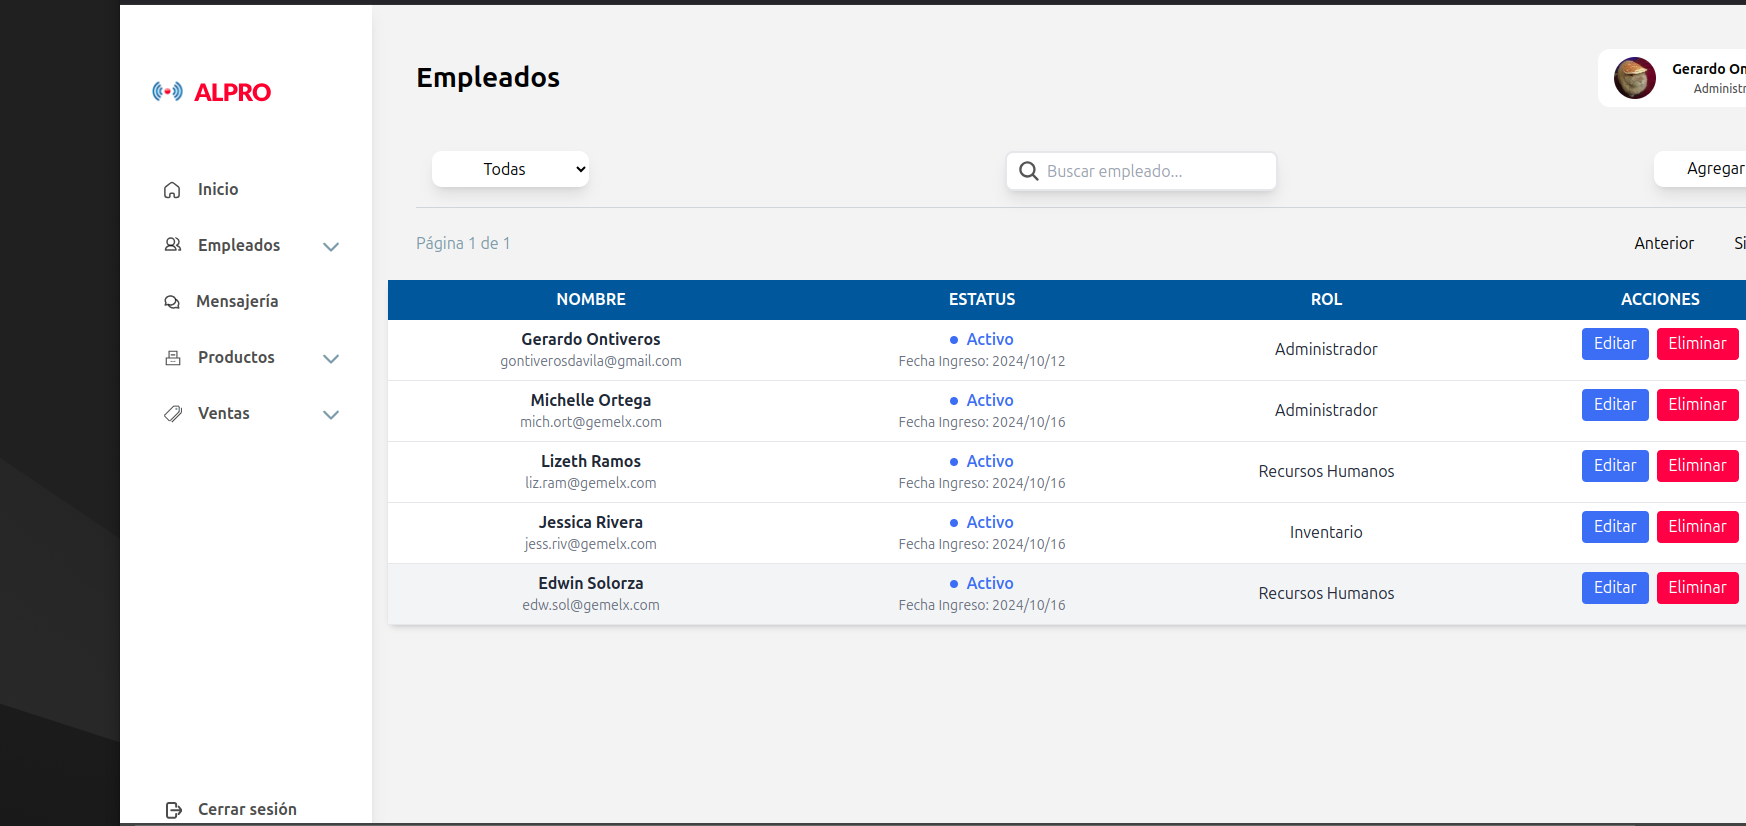 ALPRO
Inicio
Empleados
Mensajería
Productos
Ventas
Cerrar sesión
Empleados
Gerardo On
Administr
Todas
Buscar empleado...
Agregar
Página 1 de 1
Anterior Si
NOMBRE ESTATUS ROL ACCIONES
Gerardo Ontiveros Activo
gontiverosdavila@gmail.com Fecha Ingreso: 2024/10/12 Administrador Editar Eliminar
Michelle Ortega Activo
mich.ort@gemelx.com Fecha Ingreso: 2024/10/16 Administrador Editar Eliminar
Lizeth Ramos Activo
liz.ram@gemelx.com Fecha Ingreso: 2024/10/16 Recursos Humanos Editar Eliminar
Jessica Rivera Activo
jess.riv@gemelx.com Fecha Ingreso: 2024/10/16 Inventario Editar Eliminar
Edwin Solorza Activo
edw.sol@gemelx.com Fecha Ingreso: 2024/10/16 Recursos Humanos Editar Eliminar